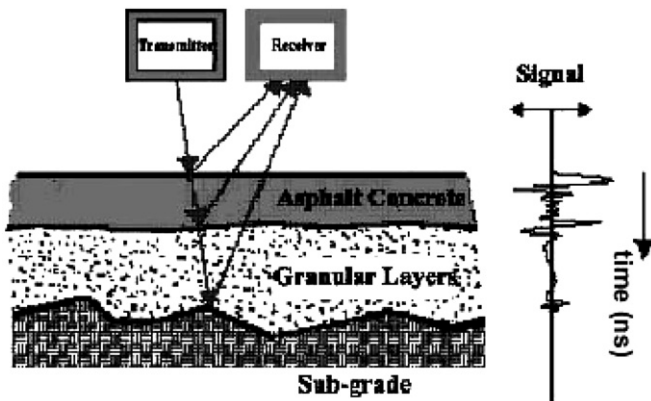 Transmitter
Receiver
Signal
Asphalt Concrete
Granular Layers
Sub-grade
time (ns)